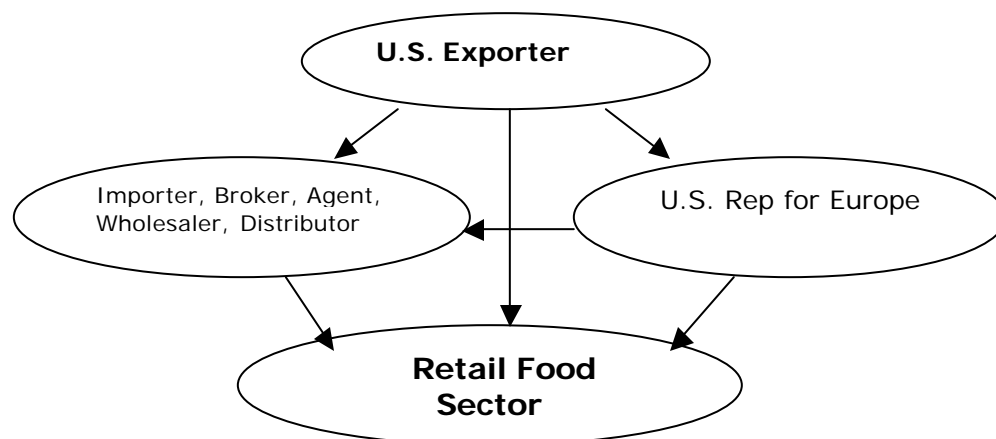 U.S. Exporter
Importer, Broker, Agent,
Wholesaler, Distributor
U.S. Rep for Europe
Retail Food
Sector